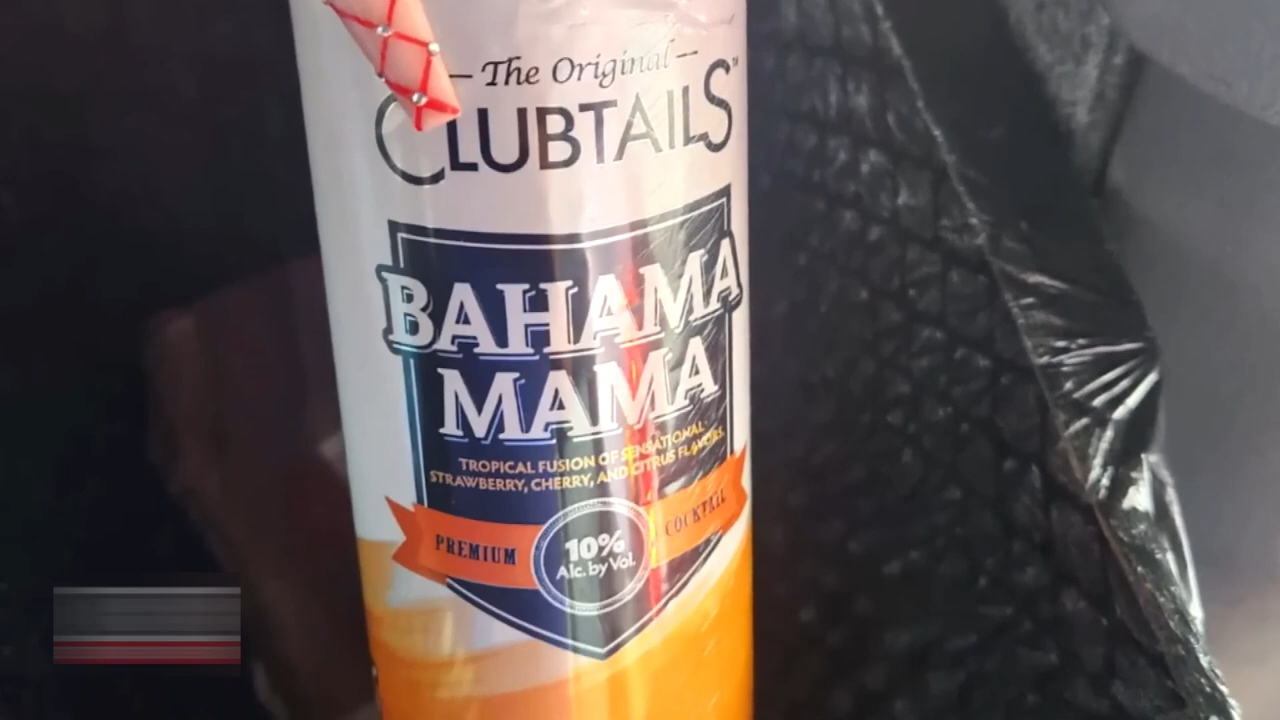 The Original
CLUBTAILS™
BAHAMA
MAMA
TROPICAL FUSION OF SENSATIONAL
STRAWBERRY, CHERRY, AND CITRUS FLAVORS.
PREMIUM
COCKTAIL
10%
Alc. by Vol.